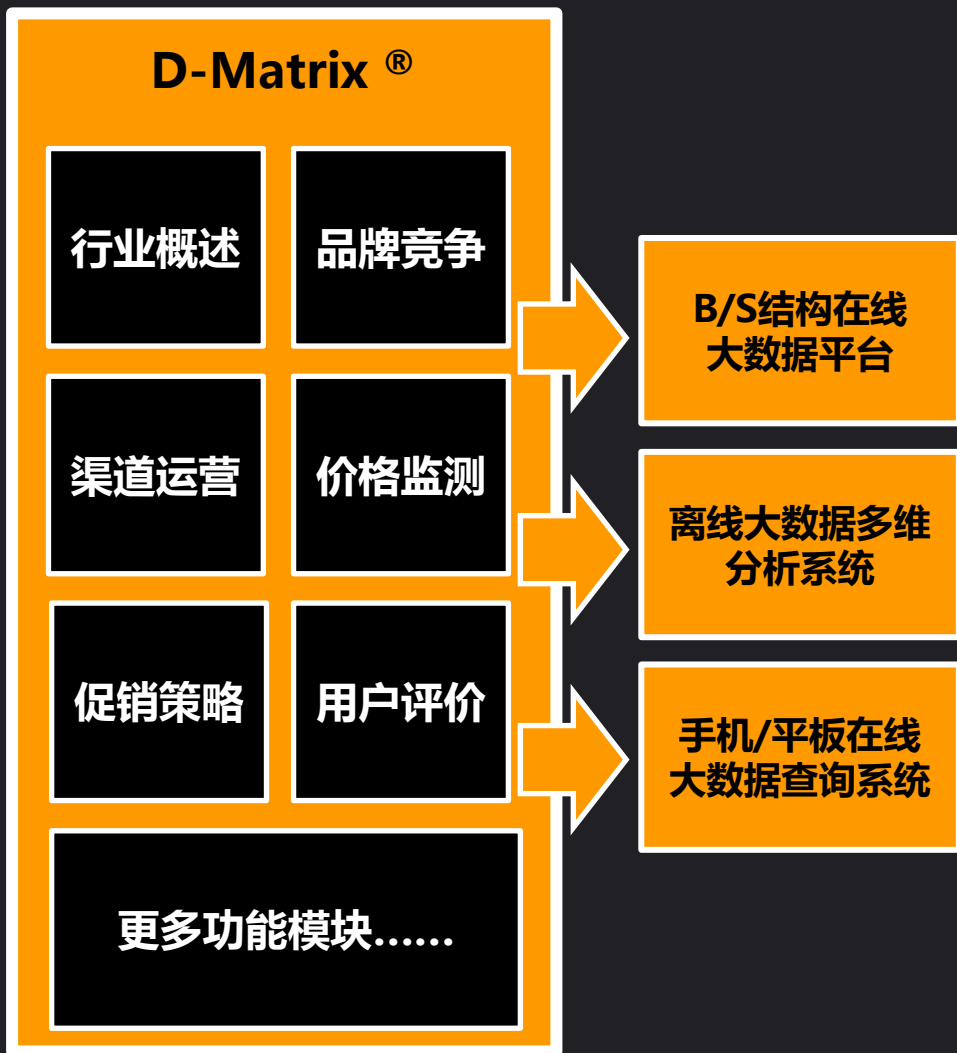 D-Matrix ®
行业概述
品牌竞争
渠道运营
价格监测
促销策略
用户评价
更多功能模块……
B/S结构在线
大数据平台
离线大数据多维
分析系统
手机/平板在线
大数据查询系统